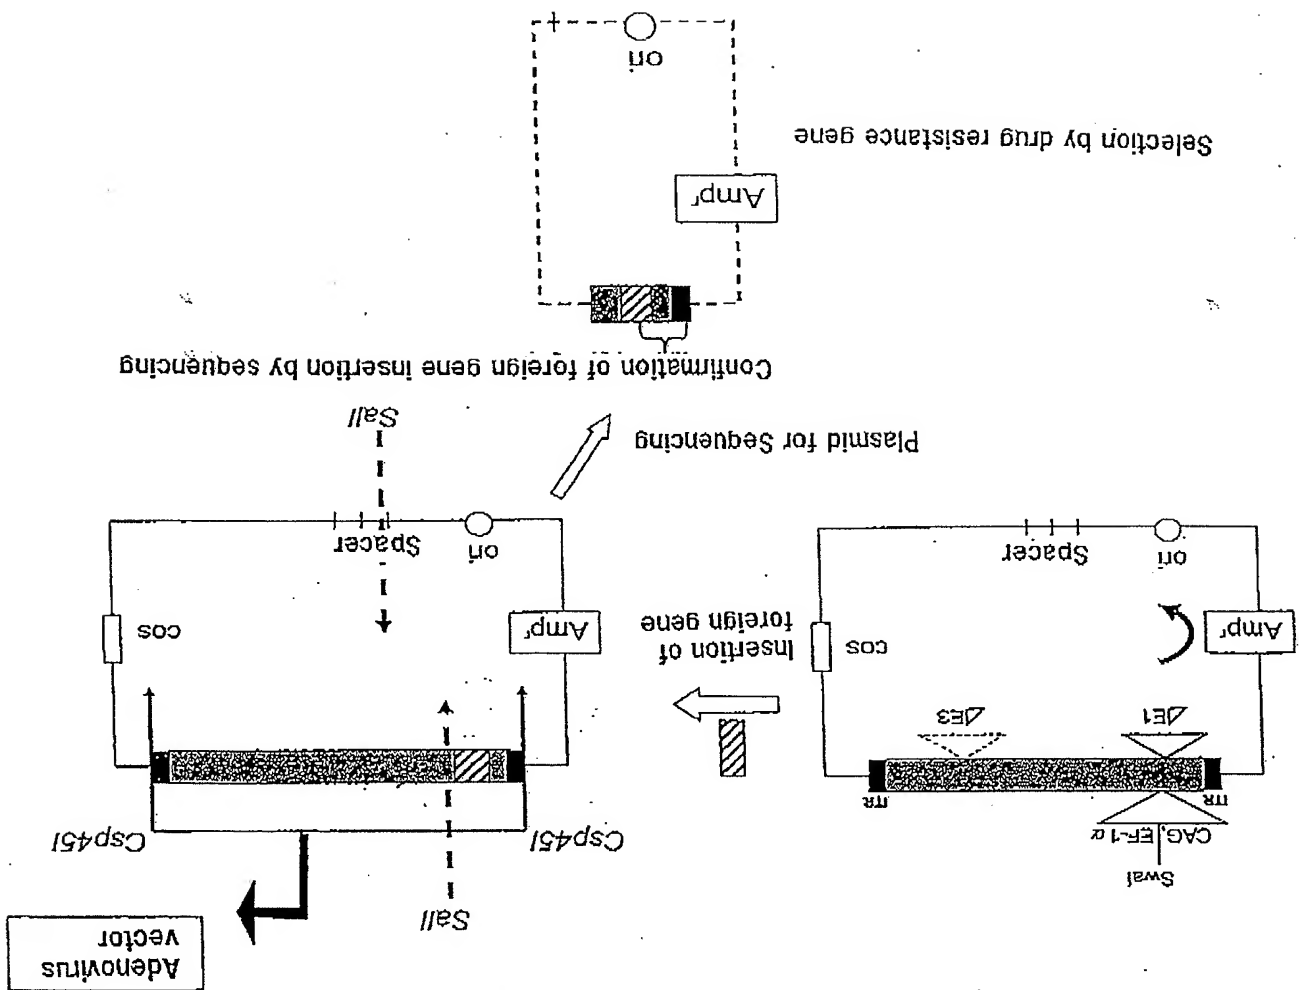 Adenovirus
vector
SalI
SwaI
CAG, EF-1α
Csp45I
Csp45I
ITR
ITR
ΔE1
ΔE3
Insertion of
foreign gene
Ampʳ
cos
Ampʳ
cos
ori
Spacer
ori
Spacer
Plasmid for Sequencing
SalI
Confirmation of foreign gene insertion by sequencing
Ampʳ
Selection by drug resistance gene
ori